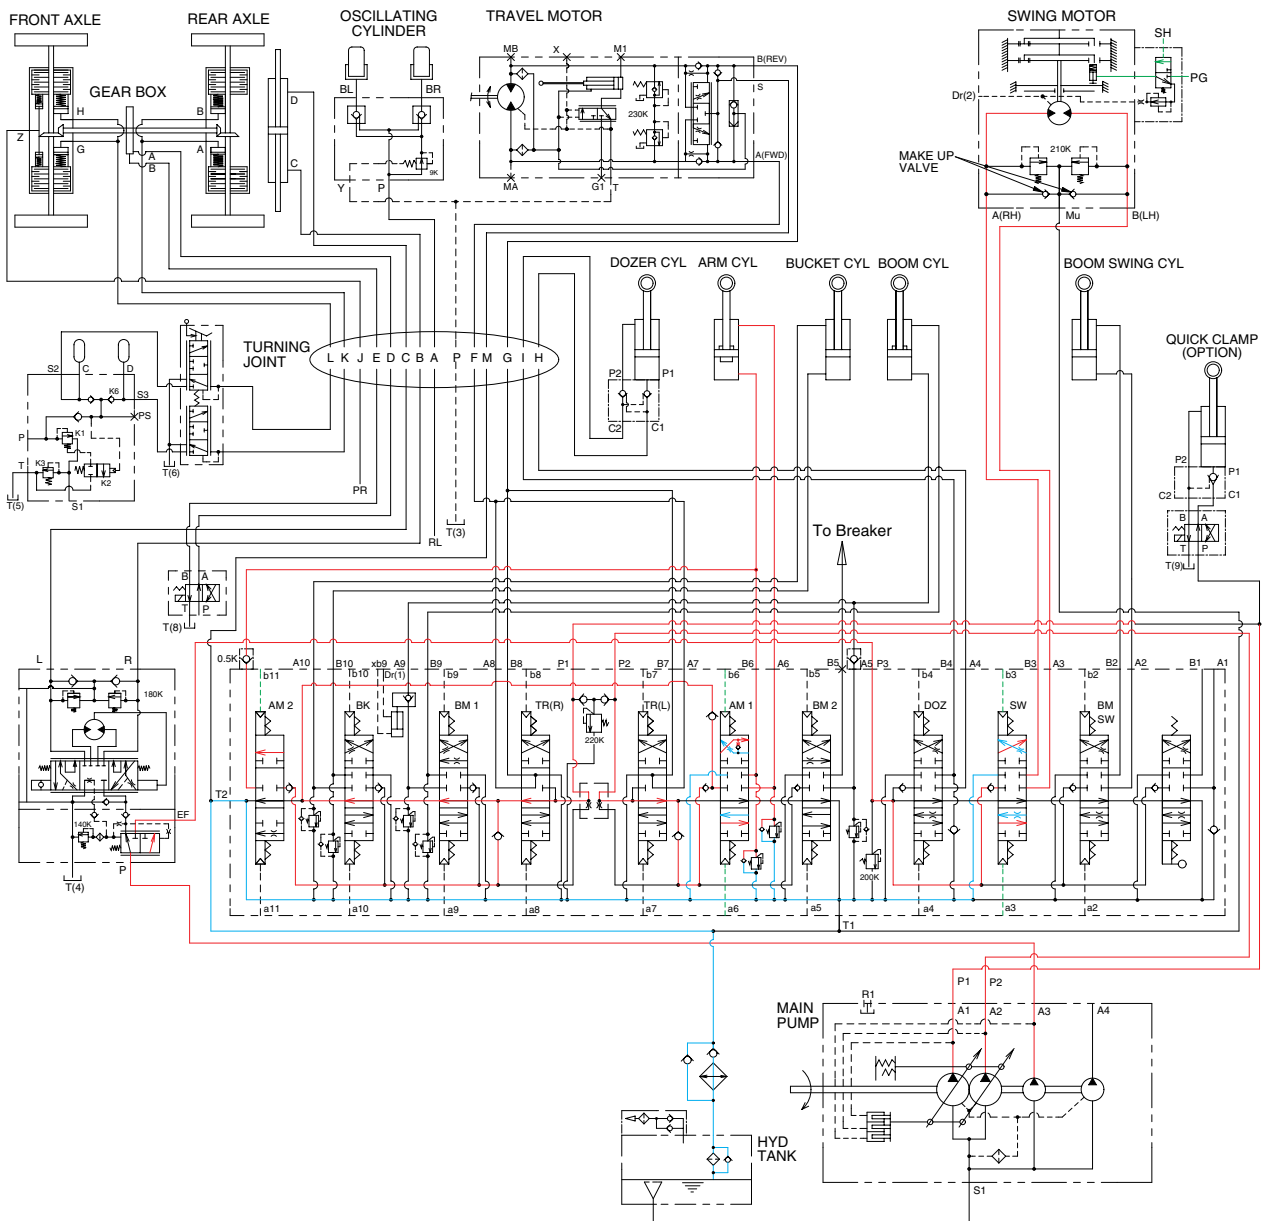 FRONT AXLE
REAR AXLE
OSCILLATING
CYLINDER
TRAVEL MOTOR
SWING MOTOR
MB
X
M1
B(REV)
S
SH
PG
GEAR BOX
BL
BR
H
B
D
Dr(2)
230K
Z
G
A
A
B
C
9K
Y
P
MA
G1
T
A(FWD)
MAKE UP
VALVE
210K
A(RH)
Mu
B(LH)
DOZER CYL
ARM CYL
BUCKET CYL
BOOM CYL
BOOM SWING CYL
QUICK CLAMP
(OPTION)
TURNING
JOINT
L K J E D C B A P F M G I H
S2
C
D
K6
S3
PS
P
K1
T
K3
K2
T(5)
S1
T(6)
P2
P1
C2
C1
P2
P1
C2
C1
B
A
T
P
T(9)
PR
T(3)
RL
To Breaker
B
A
T
P
T(8)
L
R
180K
0.5K
A10
B10
xb9
A9
B9
A8
B8
P1
P2
B7
A7
B6
A6
B5
A5
P3
B4
A4
B3
A3
B2
A2
B1
A1
b11
b10
Dr(1)
b9
b8
b7
b6
b5
b4
b3
b2
AM 2
BK
BM 1
TR(R)
220K
TR(L)
AM 1
BM 2
DOZ
SW
BM
SW
T2
EF
140K
P
T(4)
200K
a11
a10
a9
a8
a7
a6
a5
a4
a3
a2
T1
P1
P2
MAIN
PUMP
R1
A1
A2
A3
A4
HYD
TANK
S1